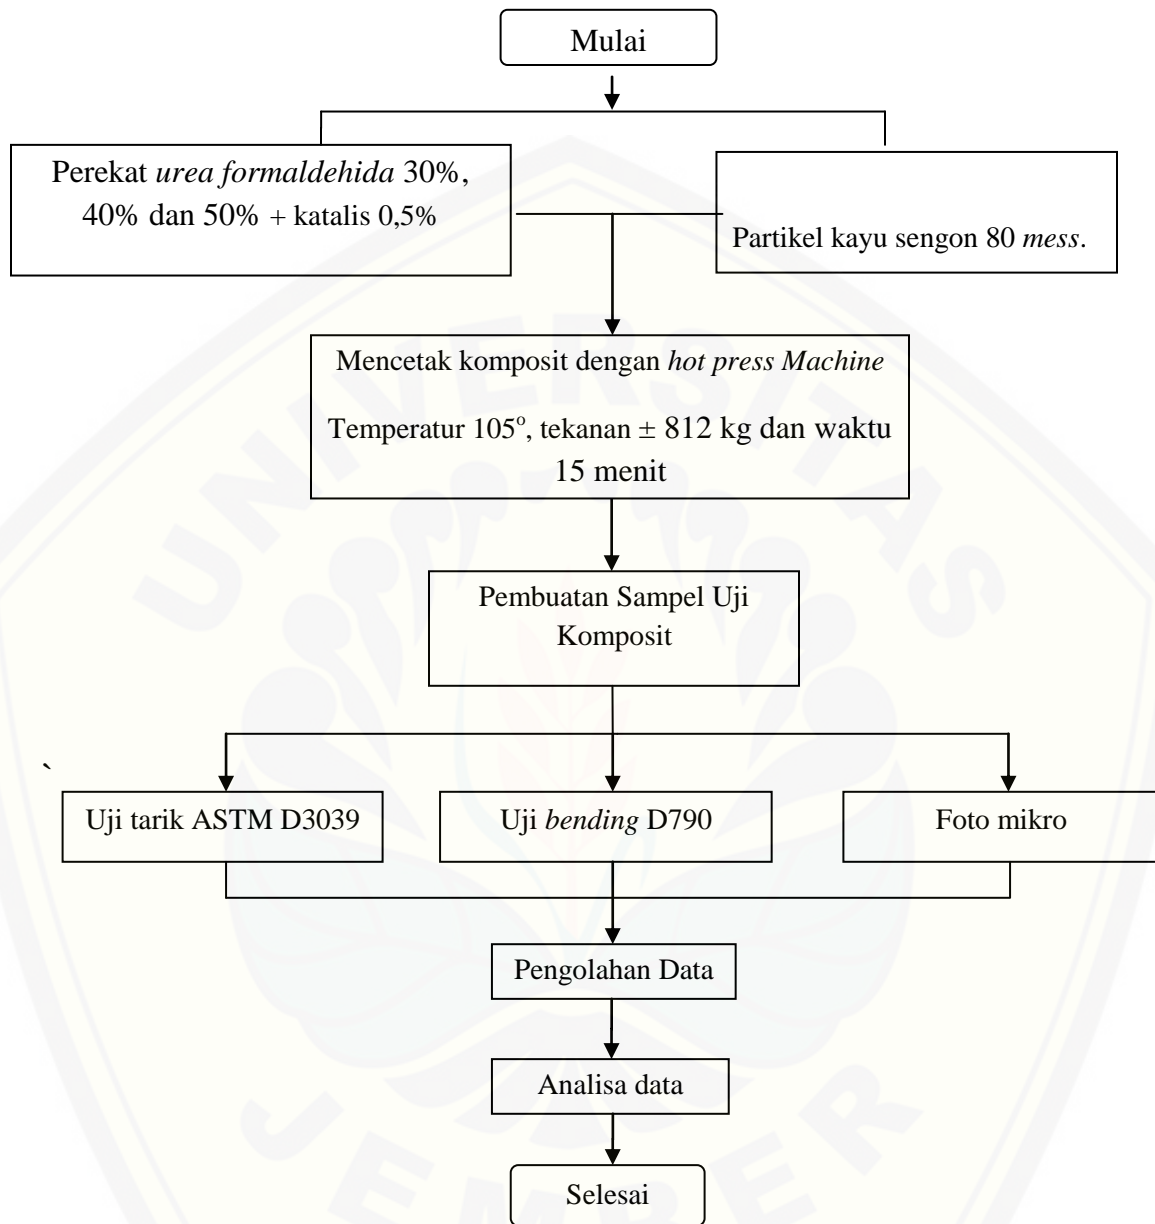 Mulai
Perekat urea formaldehida 30%,
40% dan 50% + katalis 0,5%
Partikel kayu sengon 80 mess.
Mencetak komposit dengan hot press Machine
Temperatur 105°, tekanan ± 812 kg dan waktu
15 menit
Pembuatan Sampel Uji
Komposit
`
Uji tarik ASTM D3039
Uji bending D790
Foto mikro
Pengolahan Data
Analisa data
Selesai
UNIVERSITAS
JEMBER